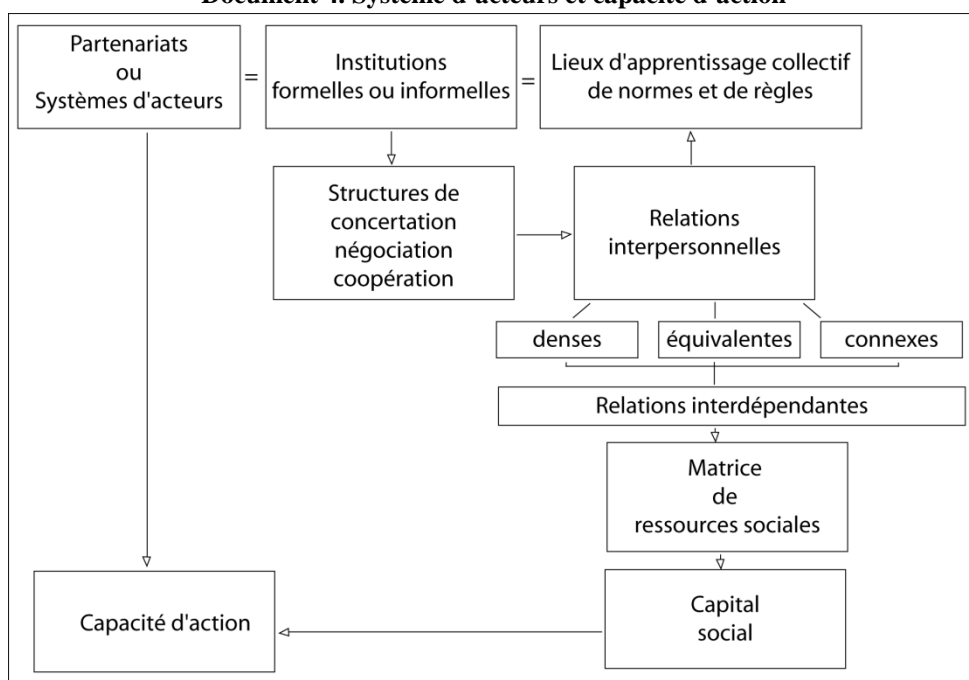 Document 4. Système d'acteurs et capacité d'action
Partenariats
ou
Systèmes d'acteurs
=
Institutions
formelles ou informelles
=
Lieux d'apprentissage collectif
de normes et de règles
Structures de
concertation
négociation
coopération
Relations
interpersonnelles
denses
équivalentes
connexes
Relations interdépendantes
Matrice
de
ressources sociales
Capacité d'action
Capital
social